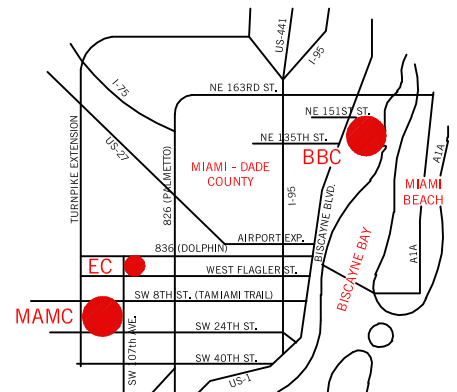 US-441
I-95
I-75
NE 163RD ST.
NE 151ST ST.
US-27
NE 135TH ST.
BBC
A1A
TURNPIKE EXTENSION
826 (PALMETTO)
MIAMI - DADE
COUNTY
I-95
BISCAYNE BLVD.
MIAMI
BEACH
AIRPORT EXP.
836 (DOLPHIN)
BISCAYNE BAY
A1A
EC
WEST FLAGLER ST.
SW 8TH ST. (TAMIAMI TRAIL)
MAMC
SW 24TH ST.
SW 107th AVE.
SW 40TH ST.
US-1